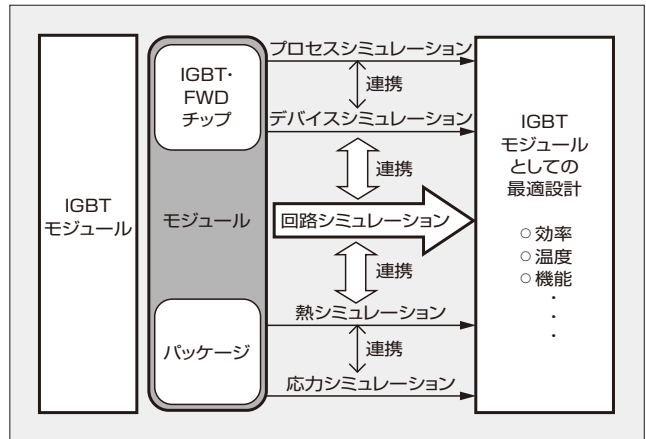 IGBT
モジュール
IGBT・
FWD
チップ
モジュール
パッケージ
プロセスシミュレーション
連携
デバイスシミュレーション
連携
回路シミュレーション
連携
熱シミュレーション
連携
応力シミュレーション
IGBT
モジュール
としての
最適設計
○効率
○温度
○機能
・
・
・